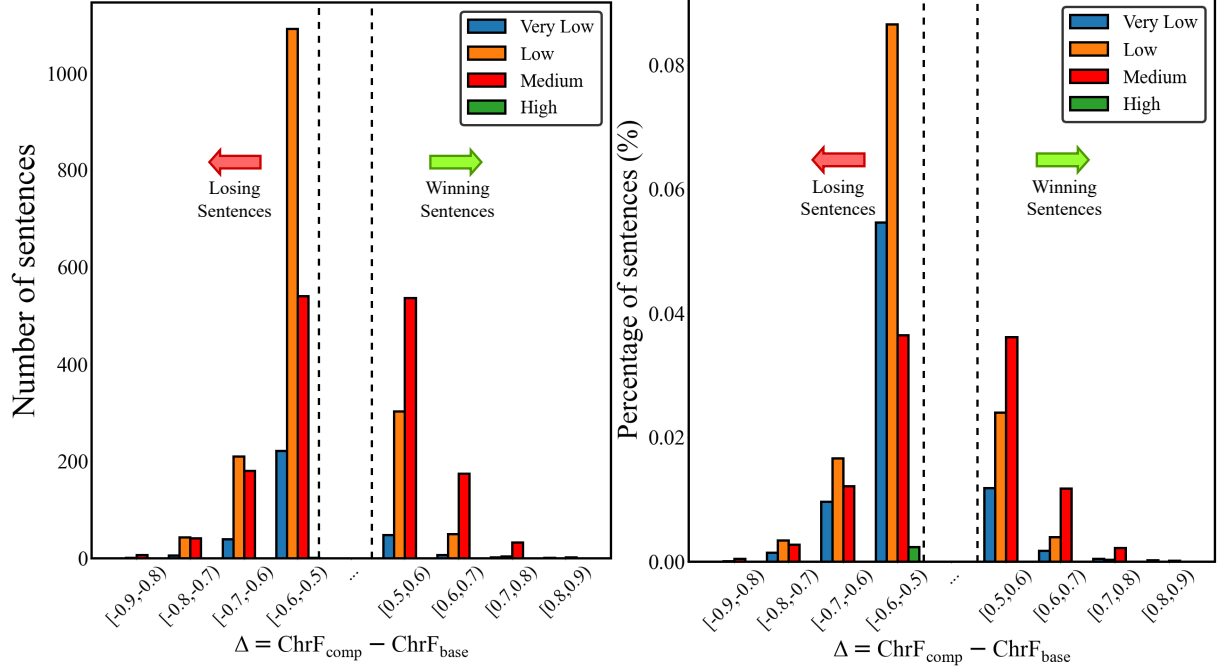 Number of sentences
1000
800
600
400
200
0
Very Low
Low
Medium
High
Losing
Sentences
Winning
Sentences
[-0.9,-0.8)
[-0.8,-0.7)
[-0.7,-0.6)
[-0.6,-0.5)
...
[0.5,0.6)
[0.6,0.7)
[0.7,0.8)
[0.8,0.9)
Δ = ChrF_comp − ChrF_base
Percentage of sentences (%)
0.08
0.06
0.04
0.02
0.00
Very Low
Low
Medium
High
Losing
Sentences
Winning
Sentences
[-0.9,-0.8)
[-0.8,-0.7)
[-0.7,-0.6)
[-0.6,-0.5)
...
[0.5,0.6)
[0.6,0.7)
[0.7,0.8)
[0.8,0.9)
Δ = ChrF_comp − ChrF_base